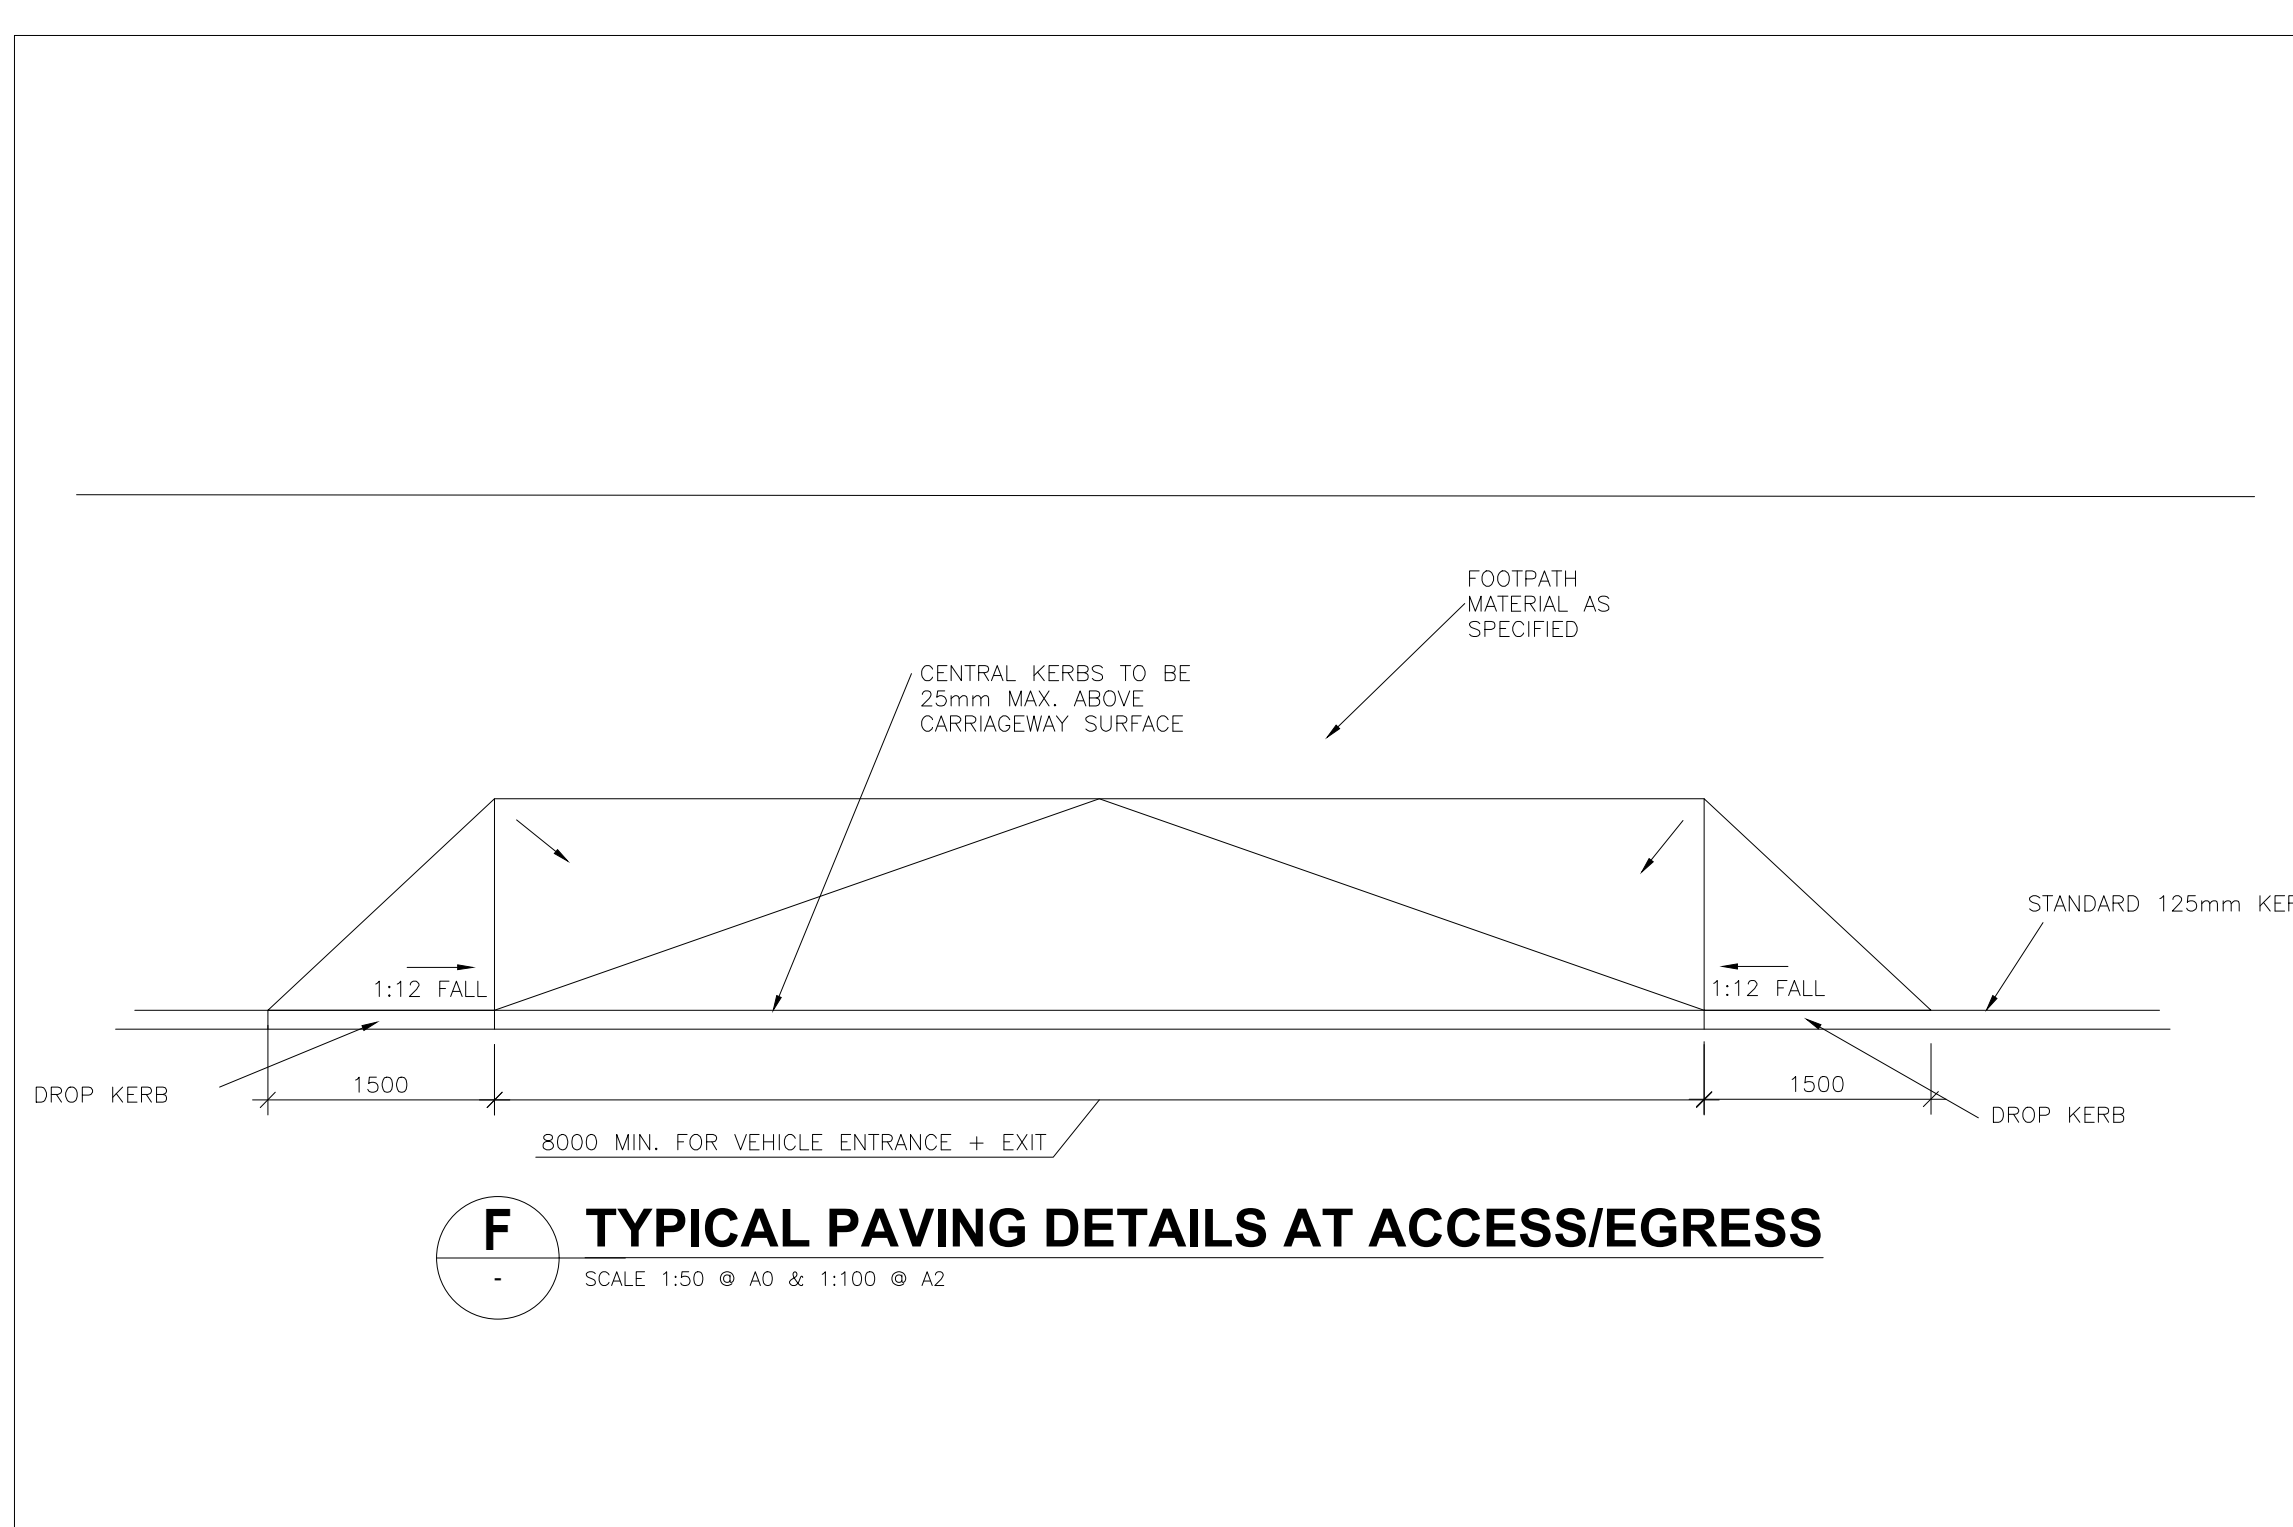 FOOTPATH
MATERIAL AS
SPECIFIED
CENTRAL KERBS TO BE
25mm MAX. ABOVE
CARRIAGEWAY SURFACE
STANDARD 125mm
1:12 FALL
1:12 FALL
DROP KERB
1500
1500
DROP KERB
8000 MIN. FOR VEHICLE ENTRANCE + EXIT
F
-
TYPICAL PAVING DETAILS AT ACCESS/EGRESS
SCALE 1:50 @ A0 & 1:100 @ A2